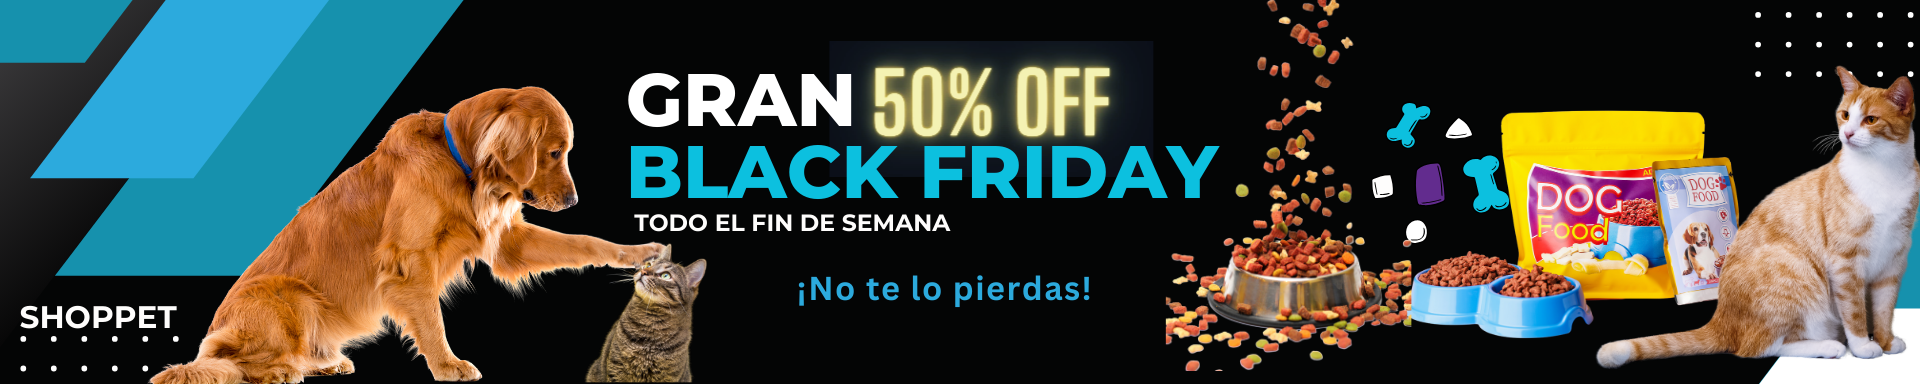 GRAN 50% OFF
BLACK FRIDAY
TODO EL FIN DE SEMANA
¡No te lo pierdas!
SHOPPET
DOG
Food
DOG
FOOD